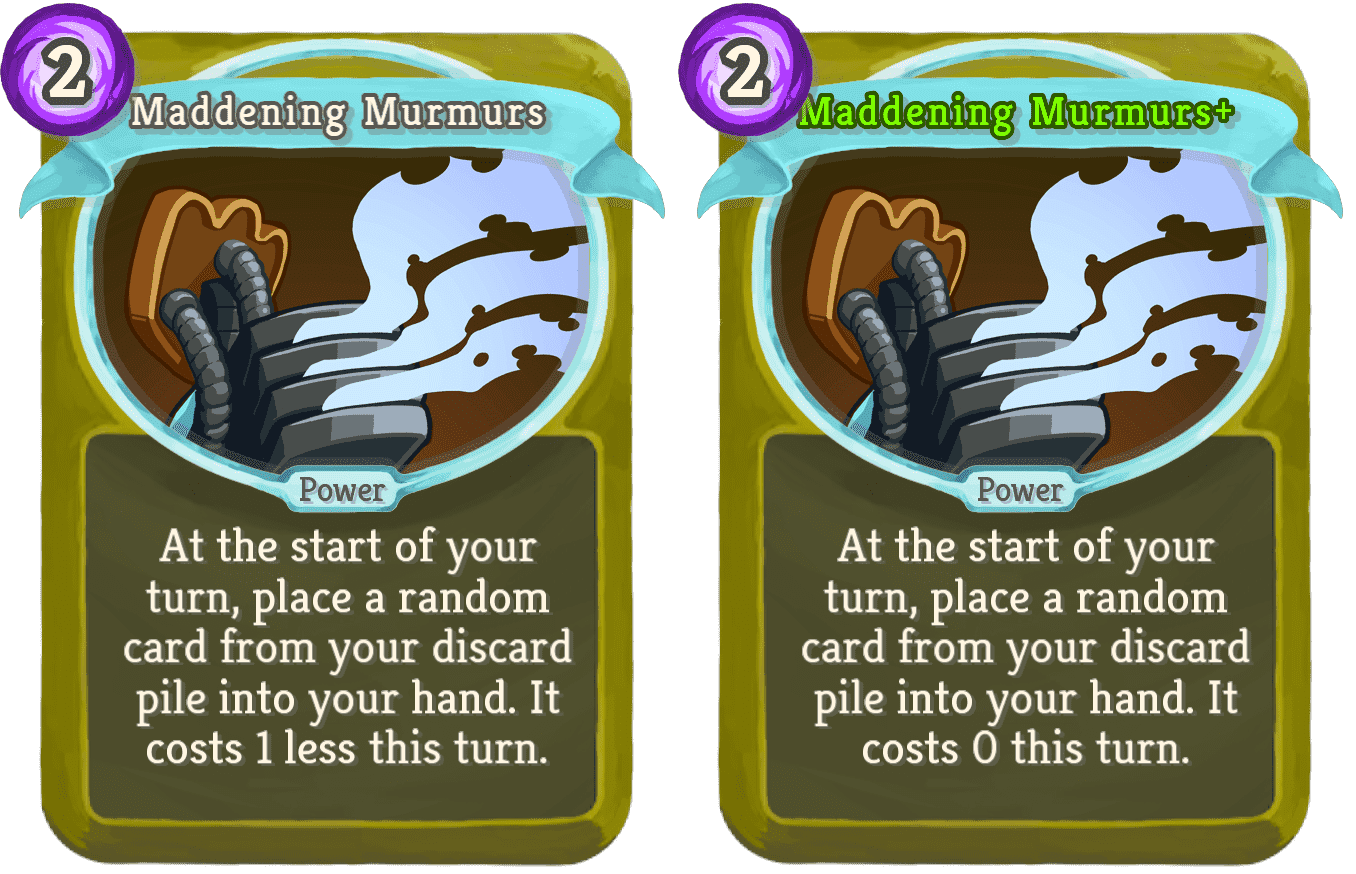 2
Maddening Murmurs
Power
At the start of your
turn, place a random
card from your discard
pile into your hand. It
costs 1 less this turn.
2
Maddening Murmurs+
Power
At the start of your
turn, place a random
card from your discard
pile into your hand. It
costs 0 this turn.